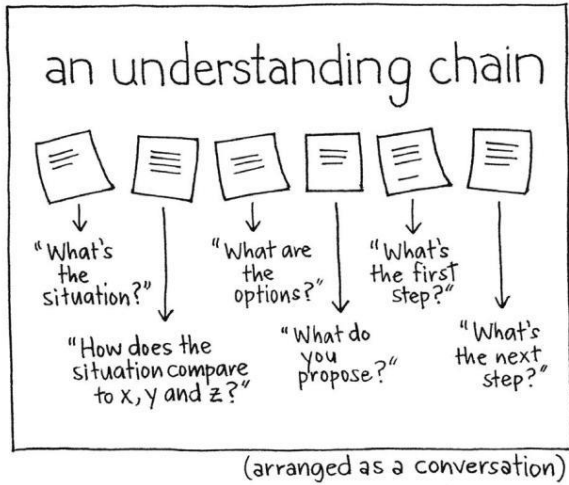 an understanding chain
"What's
the
situation?"
"How does the
situation compare
to x, y and z?"
"What are
the
options?"
"What do
you
propose?"
"What's
the first
step?"
"What's
the next
step?"
(arranged as a conversation)